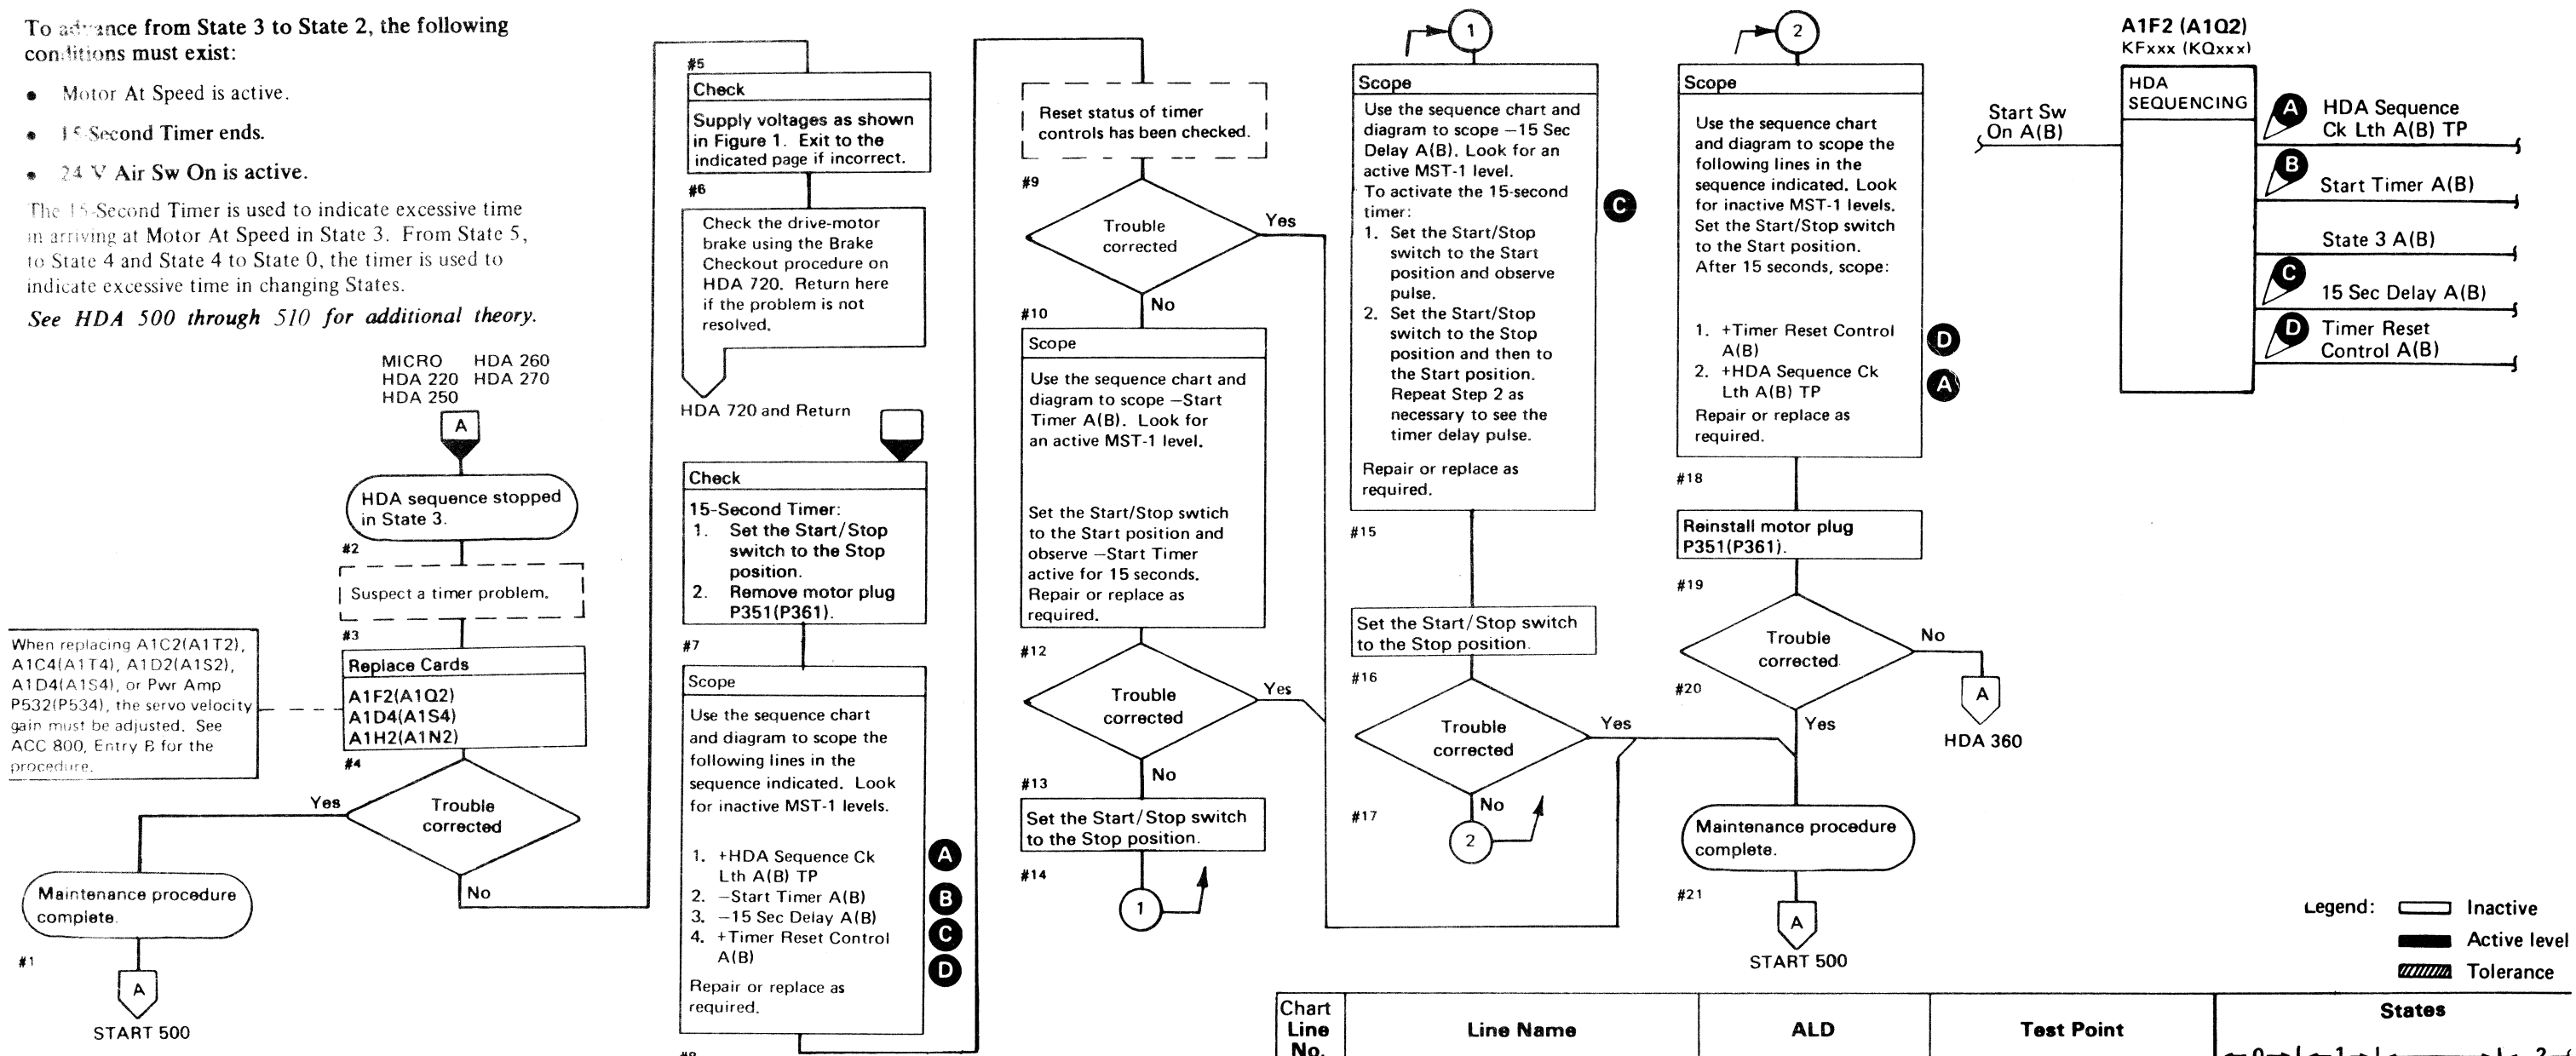 To advance from State 3 to State 2, the following
conditions must exist:
• Motor At Speed is active.
• 15-Second Timer ends.
• 24 V Air Sw On is active.
The 15-Second Timer is used to indicate excessive time
in arriving at Motor At Speed in State 3. From State 5,
to State 4 and State 4 to State 0, the timer is used to
indicate excessive time in changing States.
See HDA 500 through 510 for additional theory.
MICRO HDA 260
HDA 220 HDA 270
HDA 250
A
HDA sequence stopped
in State 3.
#2
Suspect a timer problem.
#3
When replacing A1C2(A1T2),
A1C4(A1T4), A1D2(A1S2),
A1D4(A1S4), or Pwr Amp
P532(P534), the servo velocity
gain must be adjusted. See
ACC 800, Entry B for the
procedure.
Replace Cards
A1F2(A1Q2)
A1D4(A1S4)
A1H2(A1N2)
#4
Yes
Trouble
corrected
No
Maintenance procedure
complete.
#1
A
START 500
#5
Check
Supply voltages as shown
in Figure 1. Exit to the
indicated page if incorrect.
#6
Check the drive-motor
brake using the Brake
Checkout procedure on
HDA 720. Return here
if the problem is not
resolved.
HDA 720 and Return
Check
15-Second Timer:
1. Set the Start/Stop
switch to the Stop
position.
2. Remove motor plug
P351(P361).
#7
Scope
Use the sequence chart
and diagram to scope the
following lines in the
sequence indicated. Look
for inactive MST-1 levels.
1. +HDA Sequence Ck
Lth A(B) TP
2. −Start Timer A(B)
3. −15 Sec Delay A(B)
4. +Timer Reset Control
A(B)
Repair or replace as
required.
A
B
C
D
#8
Reset status of timer
controls has been checked.
#9
Trouble
corrected
Yes
No
#10
Scope
Use the sequence chart and
diagram to scope −Start
Timer A(B). Look for
an active MST-1 level.
Set the Start/Stop swtich
to the Start position and
observe −Start Timer
active for 15 seconds.
Repair or replace as
required.
#12
Trouble
corrected
Yes
No
#13
Set the Start/Stop switch
to the Stop position.
#14
1
1
Scope
Use the sequence chart and
diagram to scope −15 Sec
Delay A(B). Look for an
active MST-1 level.
To activate the 15-second
timer:
1. Set the Start/Stop
switch to the Start
position and observe
pulse.
2. Set the Start/Stop
switch to the Stop
position and then to
the Start position.
Repeat Step 2 as
necessary to see the
timer delay pulse.
Repair or replace as
required.
C
#15
Set the Start/Stop switch
to the Stop position.
#16
Trouble
corrected
Yes
No
#17
2
2
Scope
Use the sequence chart
and diagram to scope the
following lines in the
sequence indicated. Look
for inactive MST-1 levels.
Set the Start/Stop switch
to the Start position.
After 15 seconds, scope:
1. +Timer Reset Control
A(B)
2. +HDA Sequence Ck
Lth A(B) TP
Repair or replace as
required.
D
A
#18
Reinstall motor plug
P351(P361).
#19
Trouble
corrected
No
#20
Yes
A
HDA 360
Maintenance procedure
complete.
#21
A
START 500
A1F2 (A1Q2)
KFxxx (KQxxx)
HDA
SEQUENCING
Start Sw
On A(B)
A HDA Sequence
Ck Lth A(B) TP
B Start Timer A(B)
State 3 A(B)
C 15 Sec Delay A(B)
D Timer Reset
Control A(B)
Legend: Inactive
Active level
Tolerance
Chart
Line
No.
Line Name
ALD
Test Point
States
0 1 2